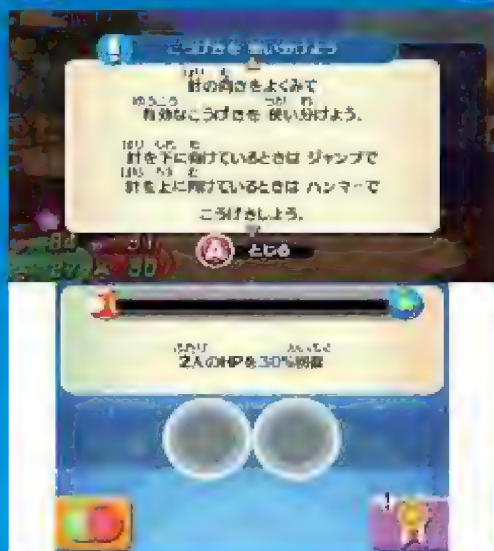 こうげきを 使い分けよう
針の向きをよくみて
有効なこうげきを 使い分けよう。
針を下に向けているときは ジャンプで
針を上に向けているときは ハンマーで
こうげきしよう。
A とじる
2人のHPを30%回復